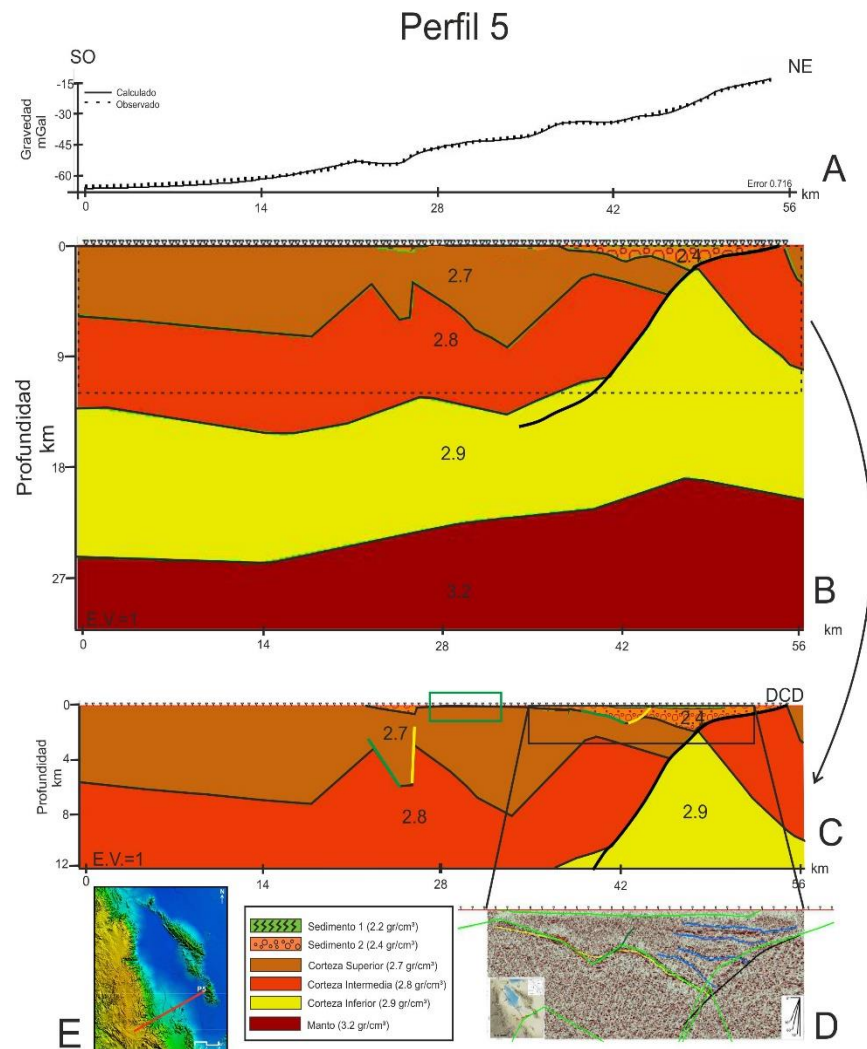 Perfil 5
SO
NE
Gravedad
mGal
-15
-30
-45
-60
Calculado
Observado
Error 0.716
km
0 14 28 42 56
A
Profundidad
km
0
9
18
27
2.4
2.7
2.8
2.9
3.2
E.V.=1
B
0 14 28 42 56 km
DCD
Profundidad
km
0
4
8
12
2.7
2.4
2.8
2.9
E.V.=1
C
0 14 28 42 56 km
P5
N
E
Sedimento 1 (2.2 gr/cm³)
Sedimento 2 (2.4 gr/cm³)
Corteza Superior (2.7 gr/cm³)
Corteza Intermedia (2.8 gr/cm³)
Corteza Inferior (2.9 gr/cm³)
Manto (3.2 gr/cm³)
D